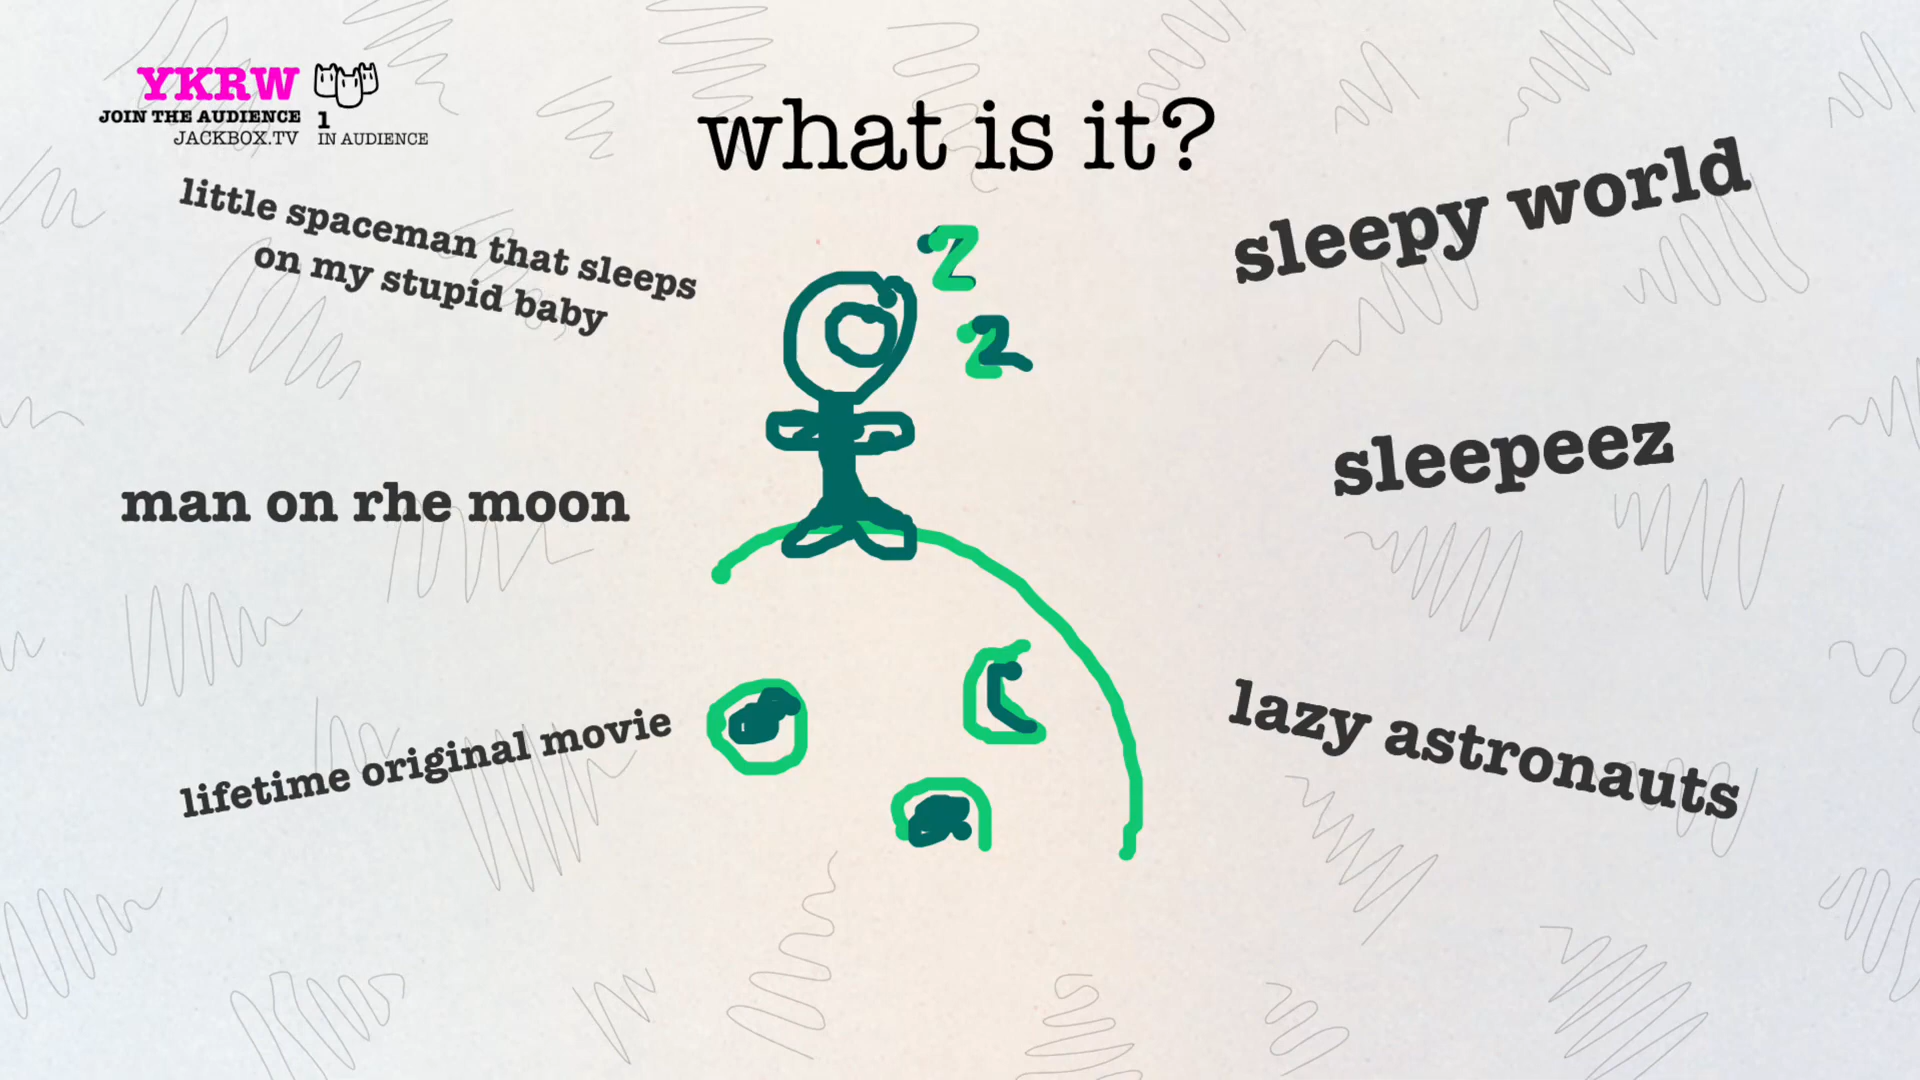 YKRW
JOIN THE AUDIENCE
JACKBOX.TV
1
IN AUDIENCE
what is it?
little spaceman that sleeps
on my stupid baby
sleepy world
z
z
man on rhe moon
sleepeez
lifetime original movie
lazy astronauts